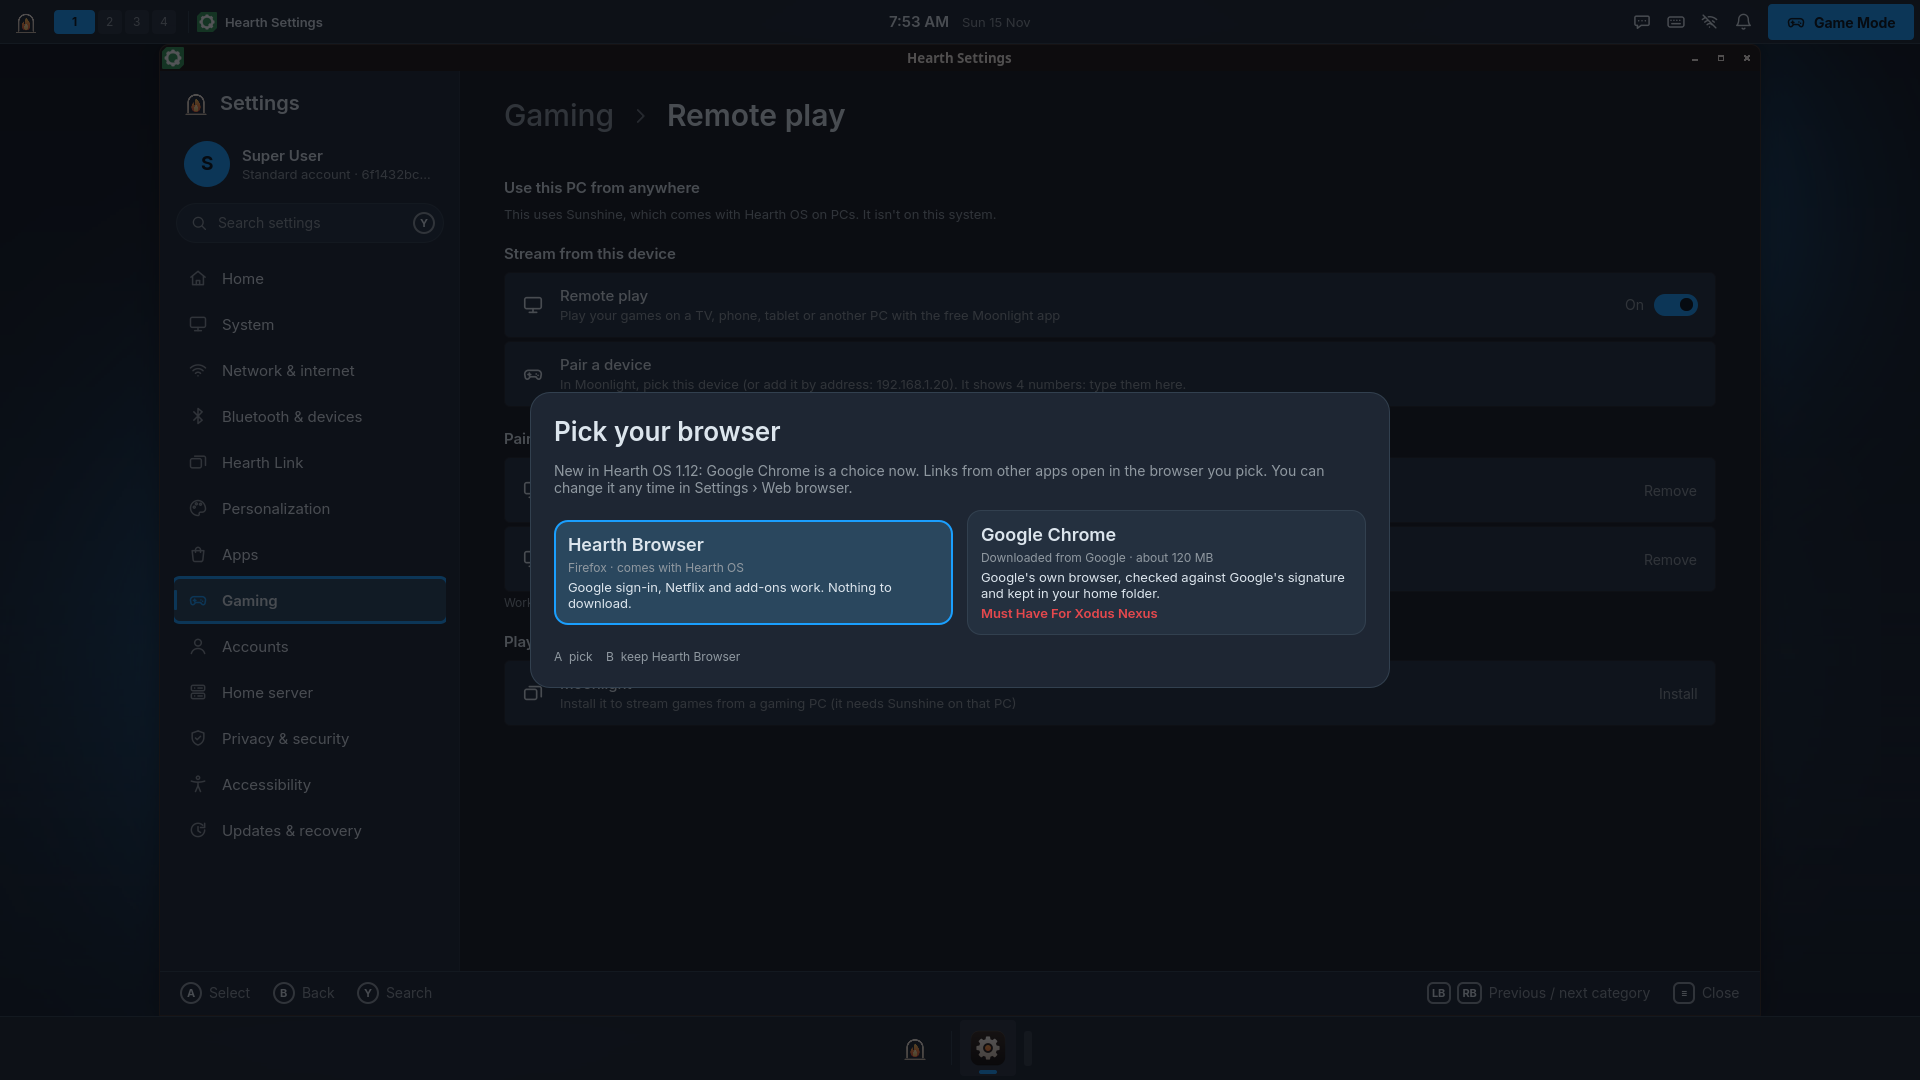 1 2 3 4 Hearth Settings
7:53 AM Sun 15 Nov
Game Mode
Hearth Settings
Settings
S
Super User
Standard account · 6f1432bc...
Search settings Y
Home
System
Network & internet
Bluetooth & devices
Hearth Link
Personalization
Apps
Gaming
Accounts
Home server
Privacy & security
Accessibility
Updates & recovery
Gaming › Remote play
Use this PC from anywhere
This uses Sunshine, which comes with Hearth OS on PCs. It isn't on this system.
Stream from this device
Remote play
Play your games on a TV, phone, tablet or another PC with the free Moonlight app
On
Pair a device
In Moonlight, pick this device (or add it by address: 192.168.1.20). It shows 4 numbers: type them here.
Pair
Remove
Remove
Work
Play
Install it to stream games from a gaming PC (it needs Sunshine on that PC)
Install
Pick your browser
New in Hearth OS 1.12: Google Chrome is a choice now. Links from other apps open in the browser you pick. You can
change it any time in Settings › Web browser.
Hearth Browser
Firefox · comes with Hearth OS
Google sign-in, Netflix and add-ons work. Nothing to
download.
Google Chrome
Downloaded from Google · about 120 MB
Google's own browser, checked against Google's signature
and kept in your home folder.
Must Have For Xodus Nexus
A pick B keep Hearth Browser
A Select B Back Y Search
LB RB Previous / next category ≡ Close